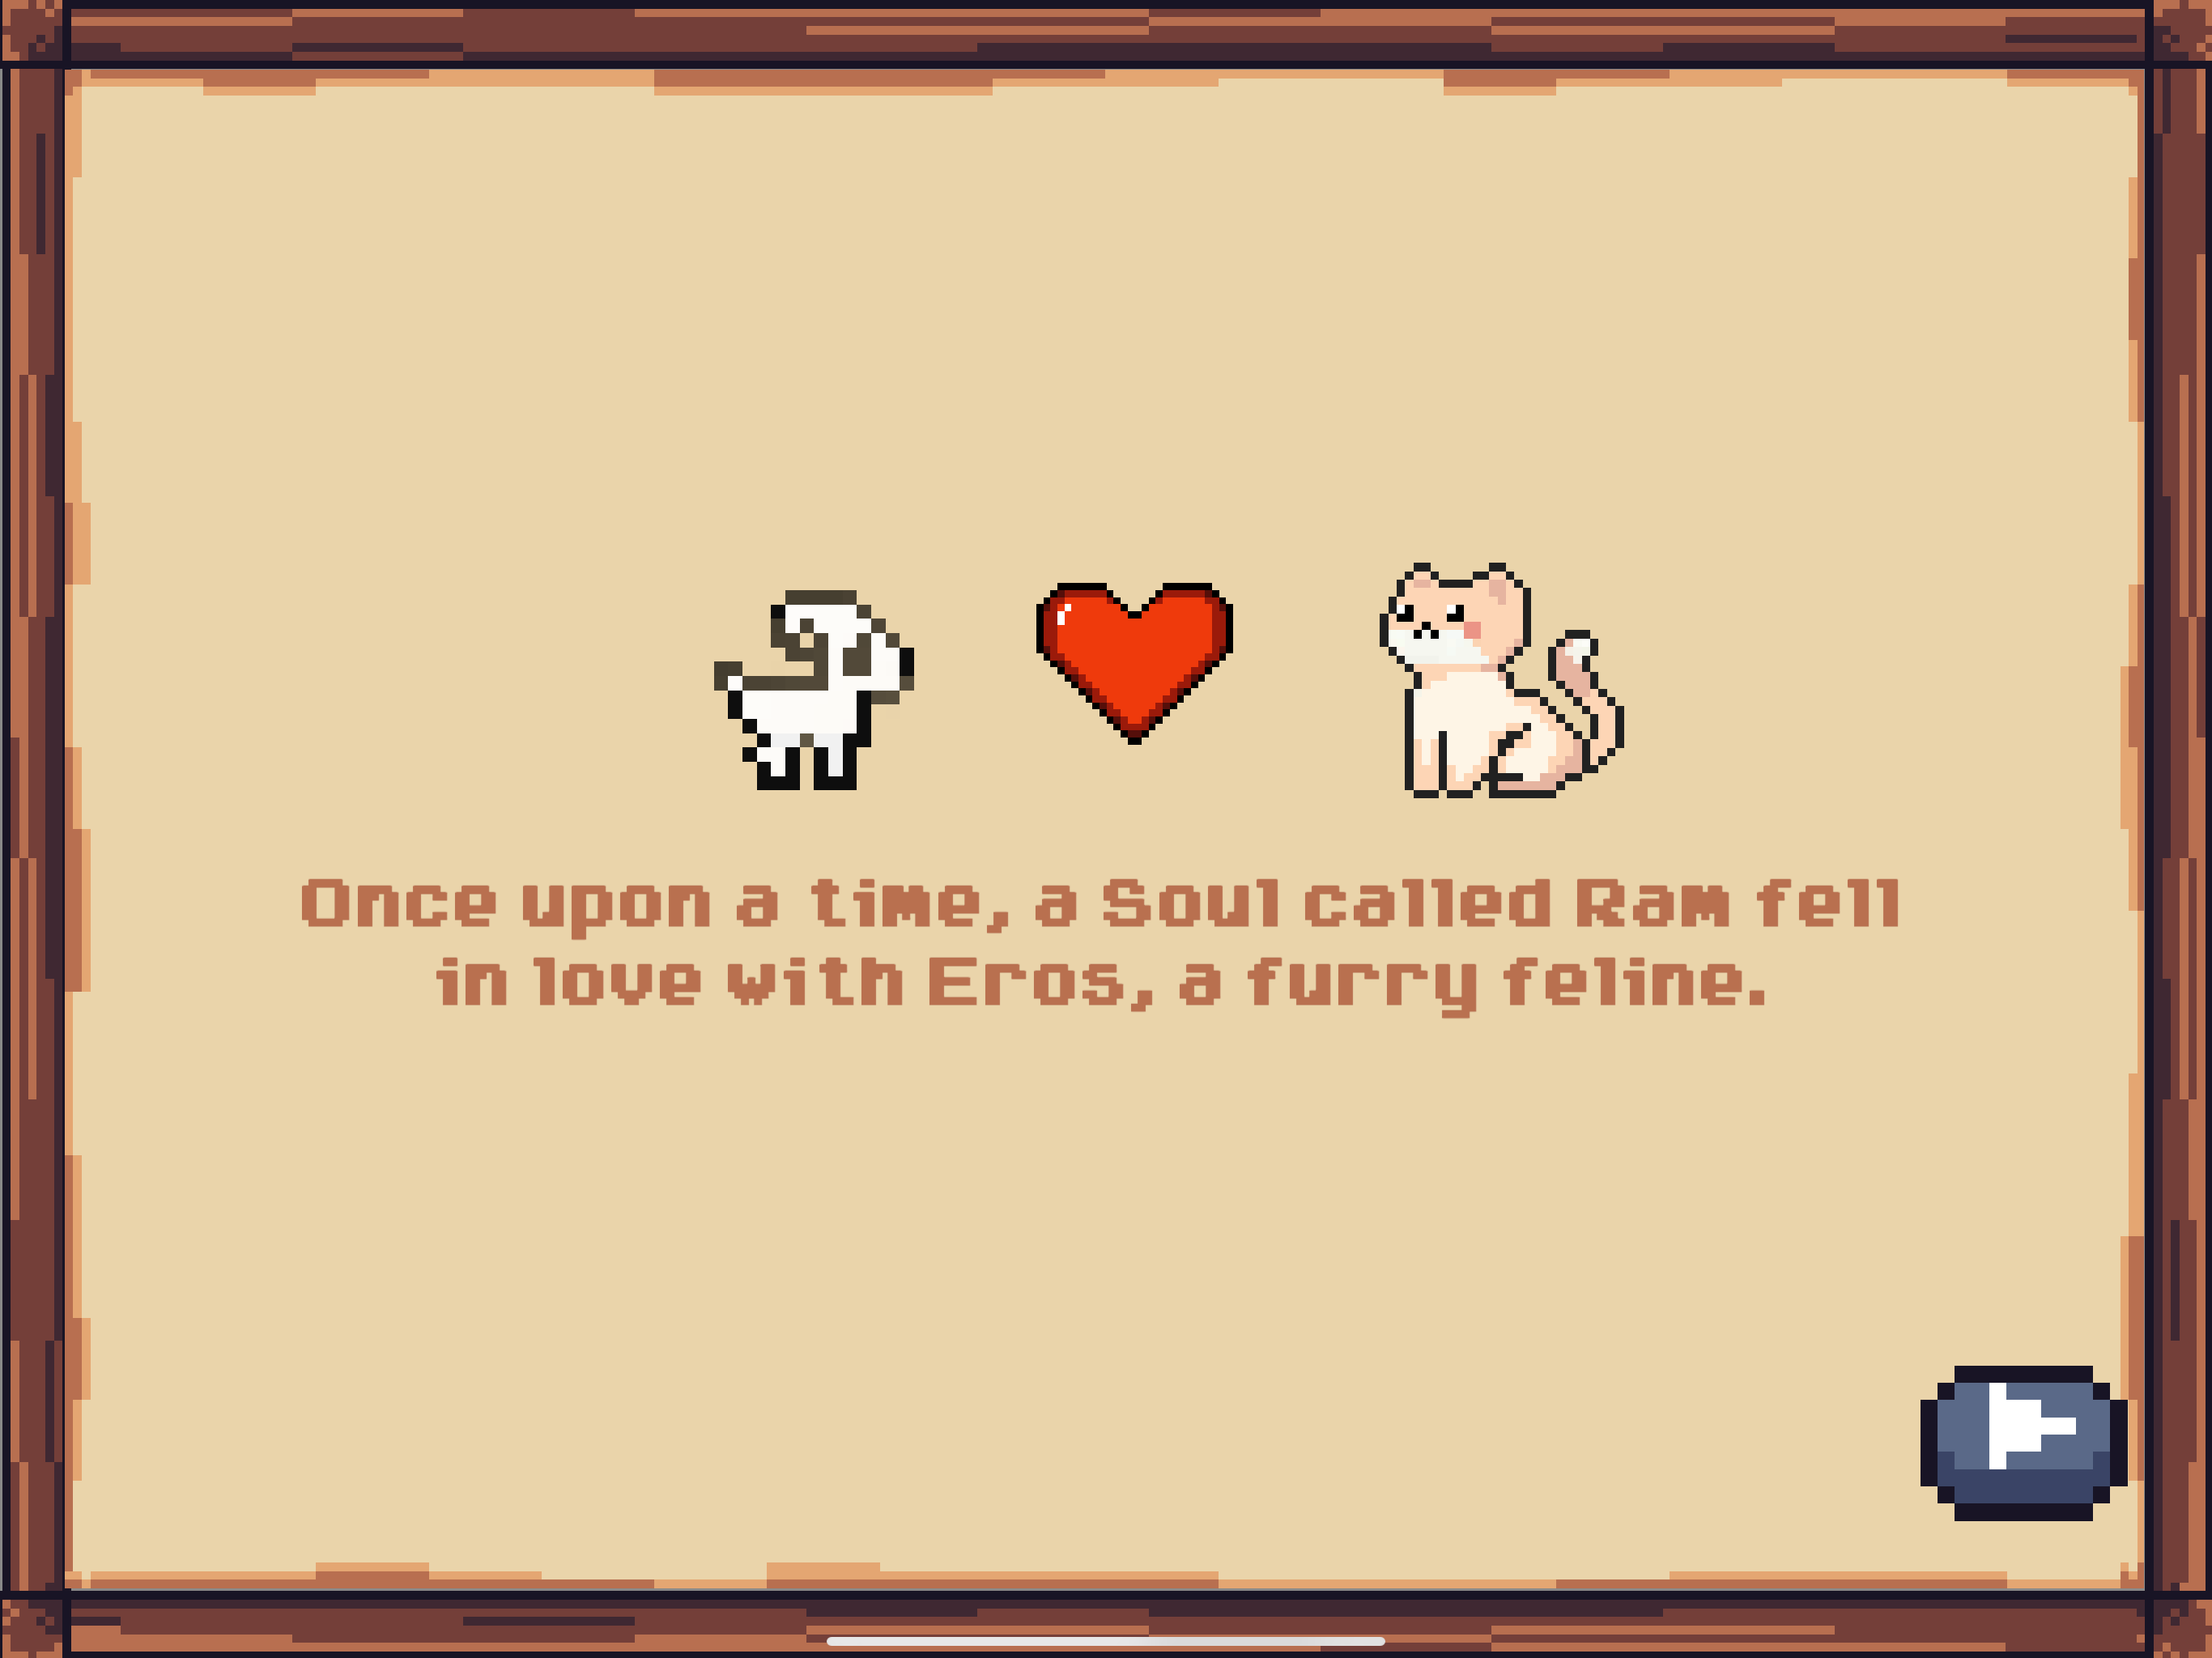 Once upon a time, a Soul called Ram fell
in love with Eros, a furry feline.